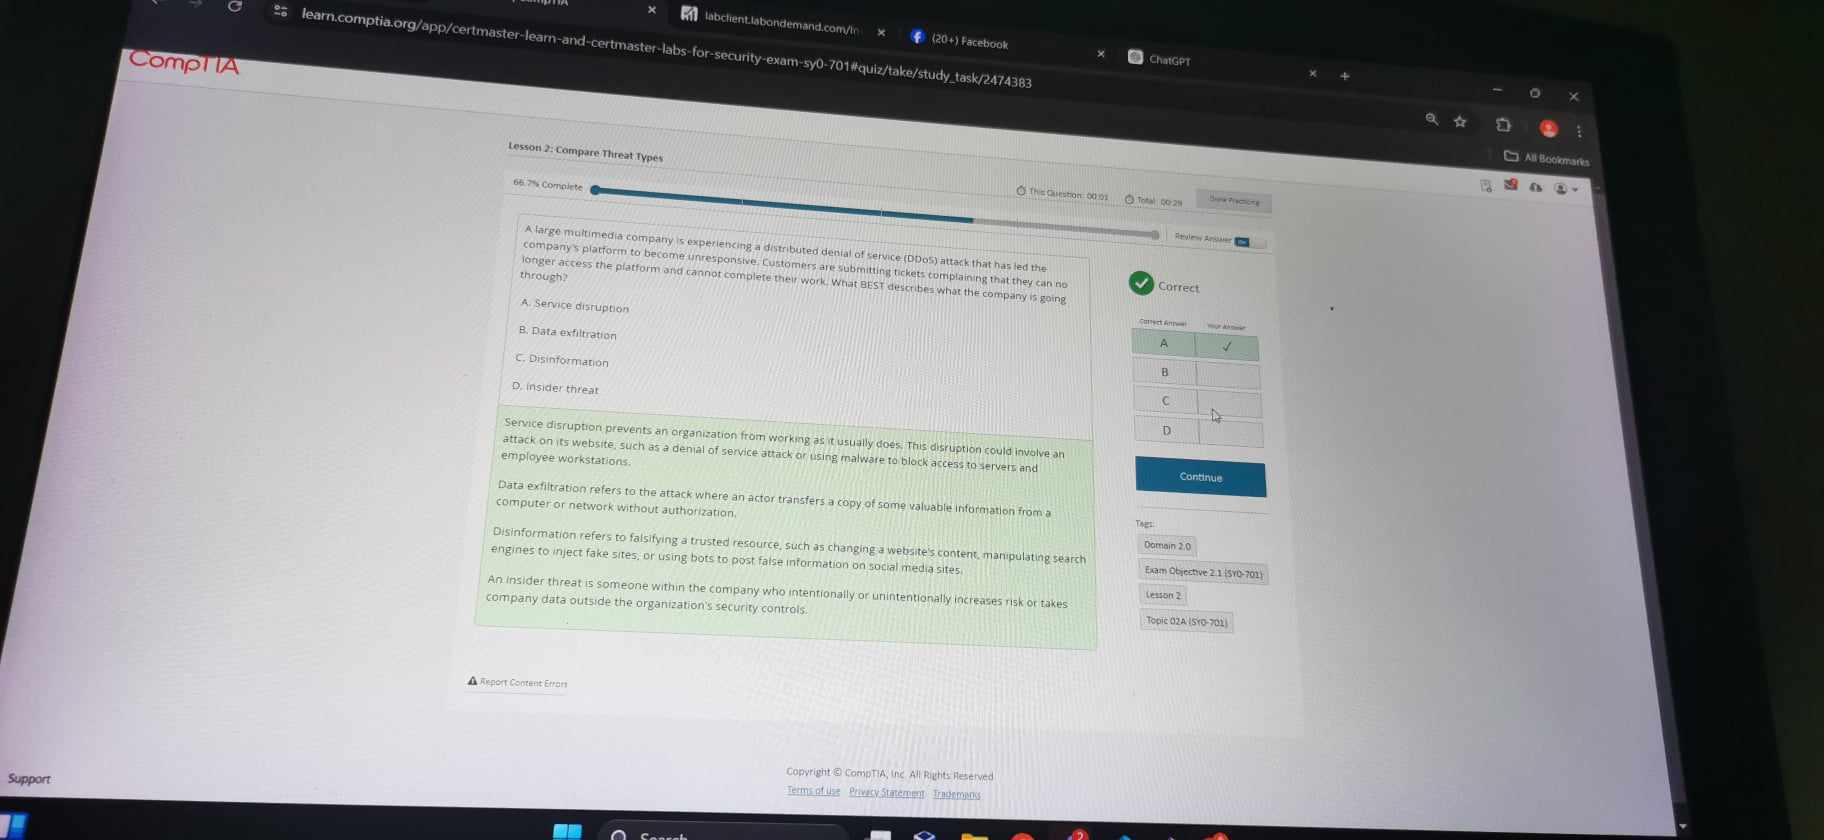 labclient.labondemand.com/In
(20+) Facebook
ChatGPT
learn.comptia.org/app/certmaster-learn-and-certmaster-labs-for-security-exam-sy0-701#quiz/take/study_task/2474383
All Bookmarks
CompTIA
Lesson 2: Compare Threat Types
66.7% Complete
This Question: 00:01
Total: 00:29
Done Practicing
Review Answer
A large multimedia company is experiencing a distributed denial of service (DDoS) attack that has led the
company's platform to become unresponsive. Customers are submitting tickets complaining that they can no
longer access the platform and cannot complete their work. What BEST describes what the company is going
through?
A. Service disruption
B. Data exfiltration
C. Disinformation
D. Insider threat
Correct
Correct Answer
Your Answer
A
B
C
D
Continue
Service disruption prevents an organization from working as it usually does. This disruption could involve an
attack on its website, such as a denial of service attack or using malware to block access to servers and
employee workstations.
Data exfiltration refers to the attack where an actor transfers a copy of some valuable information from a
computer or network without authorization.
Disinformation refers to falsifying a trusted resource, such as changing a website's content, manipulating search
engines to inject fake sites, or using bots to post false information on social media sites.
An insider threat is someone within the company who intentionally or unintentionally increases risk or takes
company data outside the organization's security controls.
Tags:
Domain 2.0
Exam Objective 2.1 (SY0-701)
Lesson 2
Topic 02A (SY0-701)
Report Content Errors
Support
Copyright © CompTIA, Inc. All Rights Reserved
Terms of use Privacy Statement Trademarks
Search
2